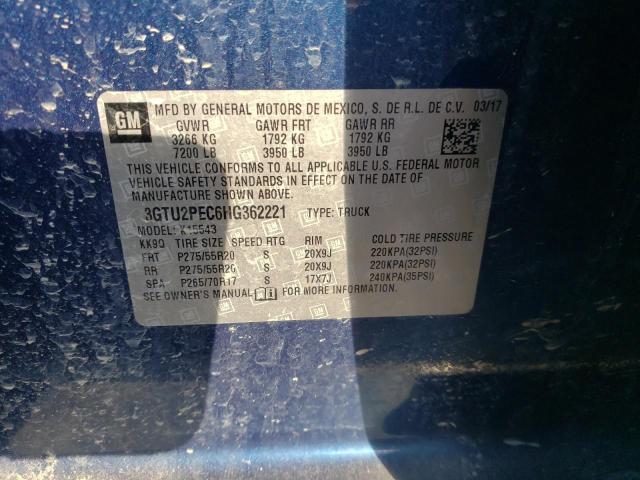 GM MFD BY GENERAL MOTORS DE MEXICO, S. DE R.L. DE C.V. 03/17
GVWR GAWR FRT GAWR RR
3266 KG 1792 KG 1792 KG
7200 LB 3950 LB 3950 LB
THIS VEHICLE CONFORMS TO ALL APPLICABLE U.S. FEDERAL MOTOR
VEHICLE SAFETY STANDARDS IN EFFECT ON THE DATE OF
MANUFACTURE.
3GTU2PEC6HG362221 TYPE: TRUCK
MODEL: K15543
KK9Q TIRE SIZE SPEED RTG RIM COLD TIRE PRESSURE
FRT P275/55R20 S 20X9J 220KPA(32PSI)
RR P275/55R20 S 20X9J 220KPA(32PSI)
SPA P265/70R17 S 17X7J 240KPA(35PSI)
SEE OWNER'S MANUAL FOR MORE INFORMATION.